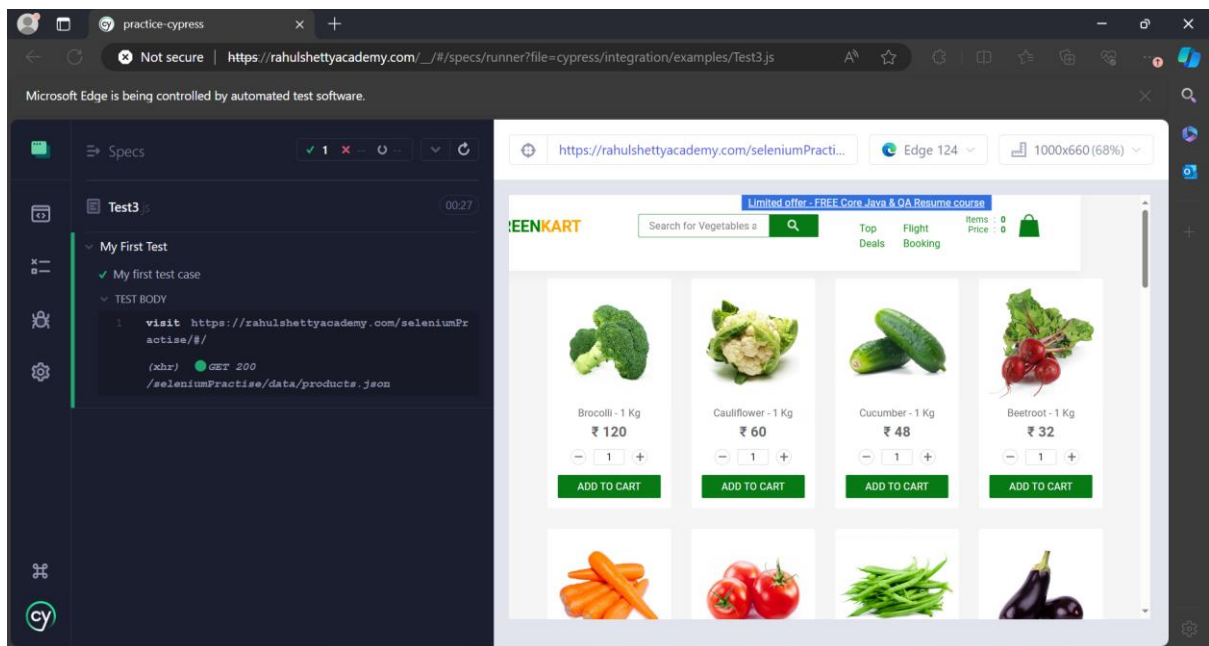 practice-cypress
Not secure | https://rahulshettyacademy.com/__/#/specs/runner?file=cypress/integration/examples/Test3.js
Microsoft Edge is being controlled by automated test software.
Specs
1 -- --
https://rahulshettyacademy.com/seleniumPracti...
Edge 124
1000x660 (68%)
Test3.js
00:27
My First Test
My first test case
TEST BODY
1 visit https://rahulshettyacademy.com/seleniumPr
actise/#/
(xhr) GET 200
/seleniumPractise/data/products.json
cy
Limited offer - FREE Core Java & QA Resume course
EENKART
Search for Vegetables a
Top
Deals
Flight
Booking
Items : 0
Price : 0
Brocolli - 1 Kg
₹ 120
1
ADD TO CART
Cauliflower - 1 Kg
₹ 60
1
ADD TO CART
Cucumber - 1 Kg
₹ 48
1
ADD TO CART
Beetroot - 1 Kg
₹ 32
1
ADD TO CART